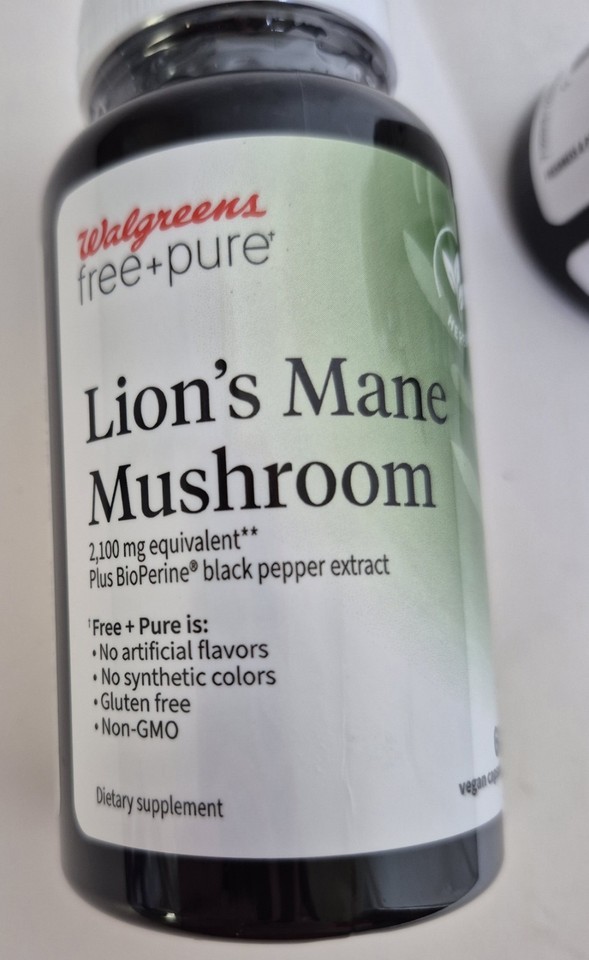 Walgreens
free+pure†
Lion's Mane
Mushroom
2,100 mg equivalent**
Plus BioPerine® black pepper extract
†Free + Pure is:
• No artificial flavors
• No synthetic colors
• Gluten free
• Non-GMO
Dietary supplement
vegan